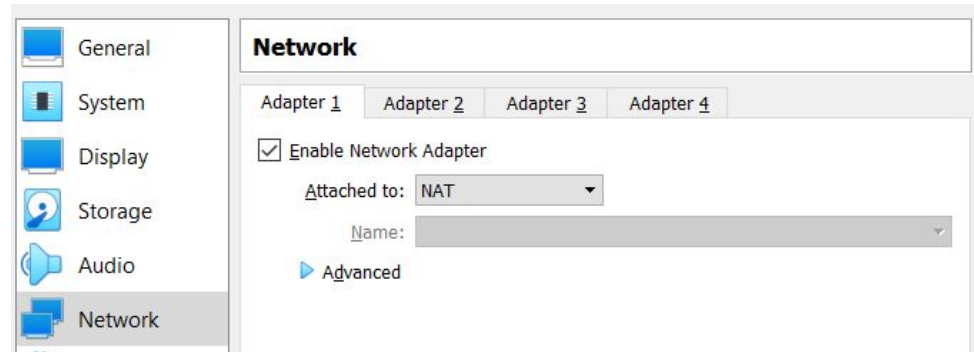 General
System
Display
Storage
Audio
Network
Network
Adapter 1 Adapter 2 Adapter 3 Adapter 4
Enable Network Adapter
Attached to: NAT
Name:
Advanced